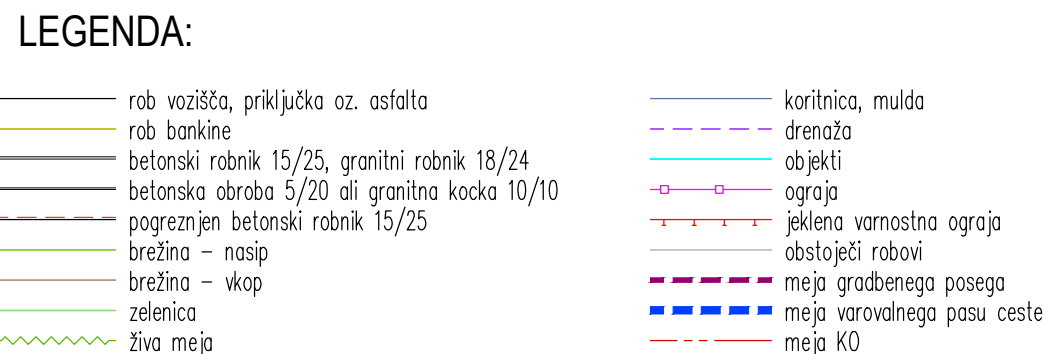 LEGENDA:
rob vozišča, priključka oz. asfalta
rob bankine
betonski robnik 15/25, granitni robnik 18/24
betonska obroba 5/20 ali granitna kocka 10/10
pogreznjen betonski robnik 15/25
brežina – nasip
brežina – vkop
zelenica
živa meja
koritnica, mulda
drenaža
objekti
ograja
jeklena varnostna ograja
obstoječi robovi
meja gradbenega posega
meja varovalnega pasu ceste
meja KO